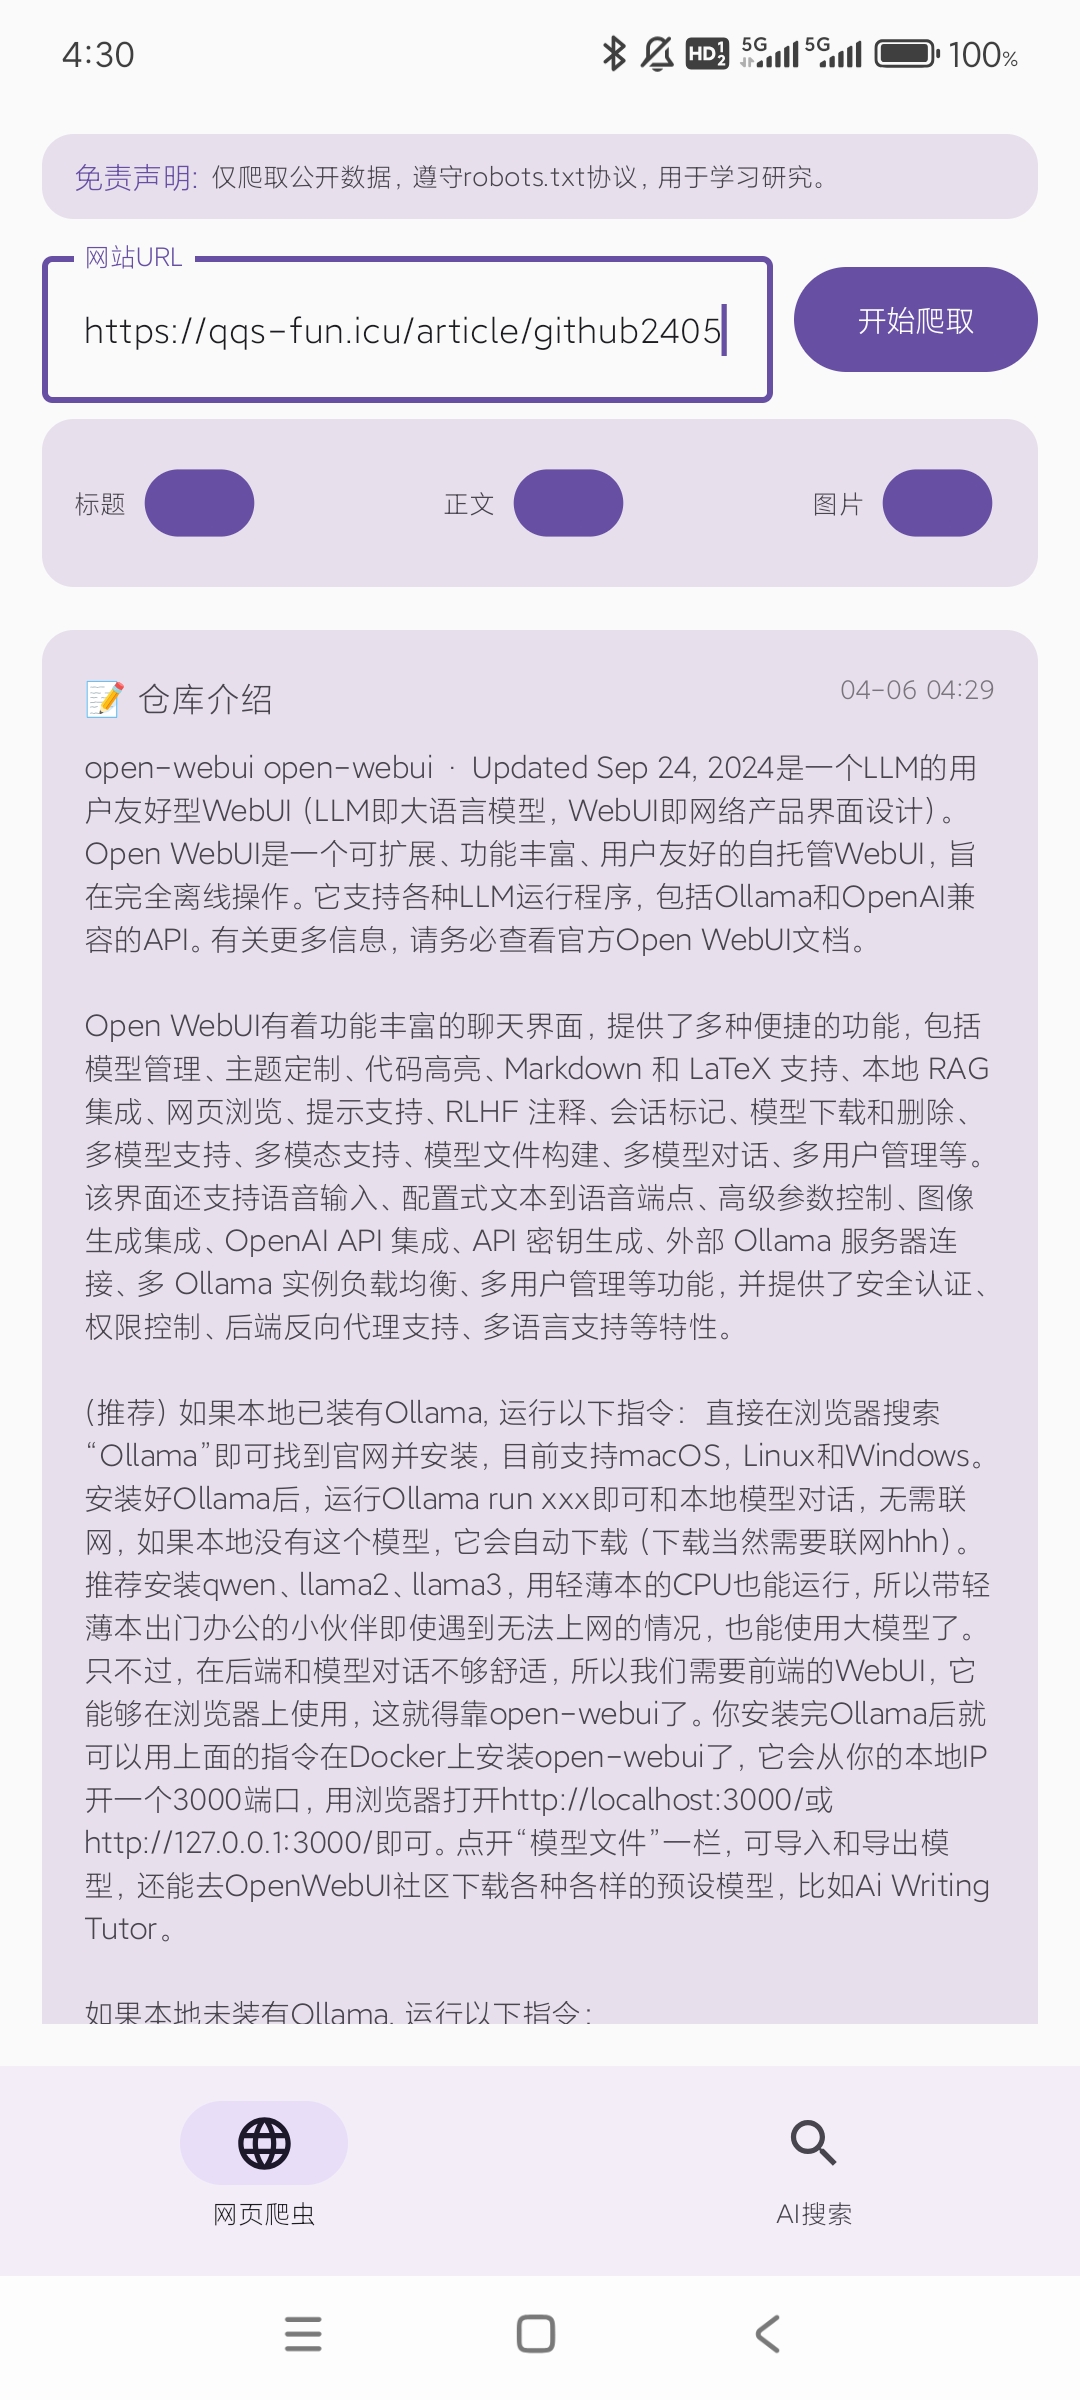 4:30
HD 1 2 5G 5G 100%
免责声明: 仅爬取公开数据，遵守robots.txt协议，用于学习研究。
网站URL
https://qqs-fun.icu/article/github2405
开始爬取
标题 正文 图片
📝 仓库介绍 04-06 04:29
open-webui open-webui · Updated Sep 24, 2024是一个LLM的用
户友好型WebUI（LLM即大语言模型，WebUI即网络产品界面设计）。
Open WebUI是一个可扩展、功能丰富、用户友好的自托管WebUI，旨
在完全离线操作。它支持各种LLM运行程序，包括Ollama和OpenAI兼
容的API。有关更多信息，请务必查看官方Open WebUI文档。
Open WebUI有着功能丰富的聊天界面，提供了多种便捷的功能，包括
模型管理、主题定制、代码高亮、Markdown 和 LaTeX 支持、本地 RAG
集成、网页浏览、提示支持、RLHF 注释、会话标记、模型下载和删除、
多模型支持、多模态支持、模型文件构建、多模型对话、多用户管理等。
该界面还支持语音输入、配置式文本到语音端点、高级参数控制、图像
生成集成、OpenAI API 集成、API 密钥生成、外部 Ollama 服务器连
接、多 Ollama 实例负载均衡、多用户管理等功能，并提供了安全认证、
权限控制、后端反向代理支持、多语言支持等特性。
（推荐）如果本地已装有Ollama, 运行以下指令： 直接在浏览器搜索
“Ollama”即可找到官网并安装，目前支持macOS，Linux和Windows。
安装好Ollama后，运行Ollama run xxx即可和本地模型对话，无需联
网，如果本地没有这个模型，它会自动下载（下载当然需要联网hhh）。
推荐安装qwen、llama2、llama3，用轻薄本的CPU也能运行，所以带轻
薄本出门办公的小伙伴即使遇到无法上网的情况，也能使用大模型了。
只不过，在后端和模型对话不够舒适，所以我们需要前端的WebUI，它
能够在浏览器上使用，这就得靠open-webui了。你安装完Ollama后就
可以用上面的指令在Docker上安装open-webui了，它会从你的本地IP
开一个3000端口，用浏览器打开http://localhost:3000/或
http://127.0.0.1:3000/即可。点开“模型文件”一栏，可导入和导出模
型，还能去OpenWebUI社区下载各种各样的预设模型，比如Ai Writing
Tutor。
如果本地未装有Ollama, 运行以下指令：
网页爬虫
AI搜索